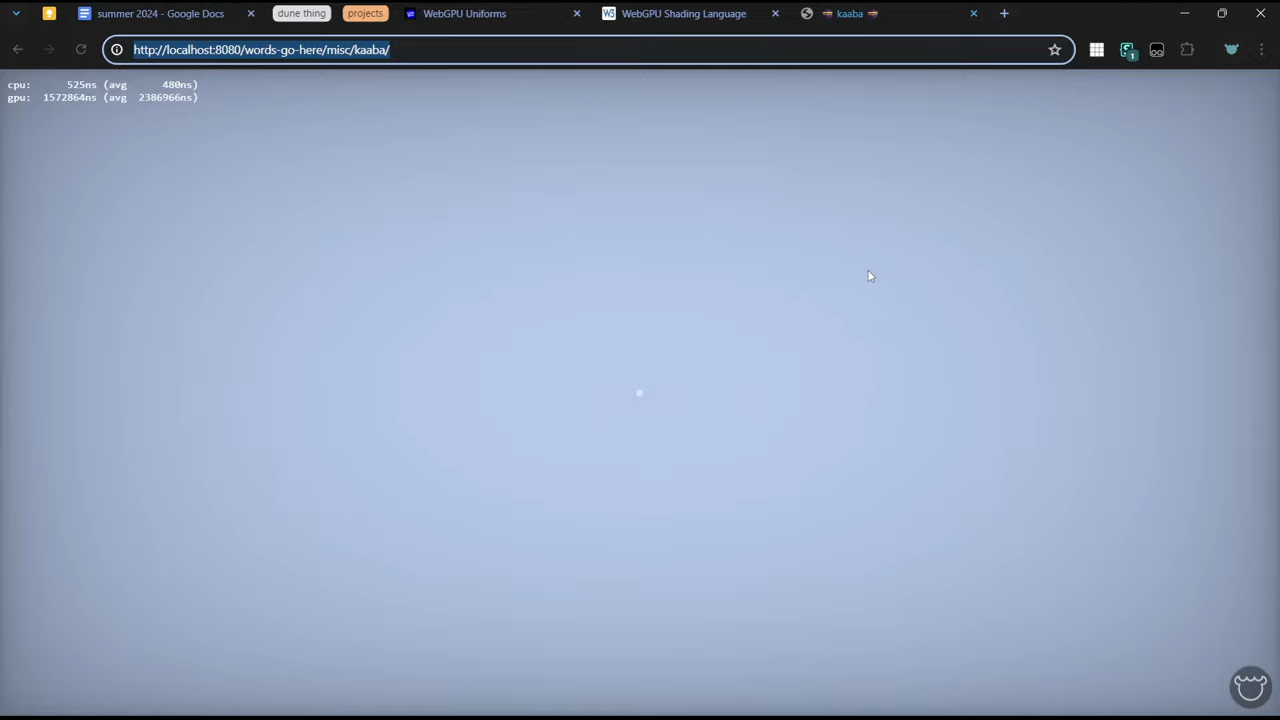 summer 2024 - Google Docs
dune thing
projects
WebGPU Uniforms
WebGPU Shading Language
kaaba
http://localhost:8080/words-go-here/misc/kaaba/
1
cpu: 525ns (avg 480ns)
gpu: 1572864ns (avg 2386966ns)